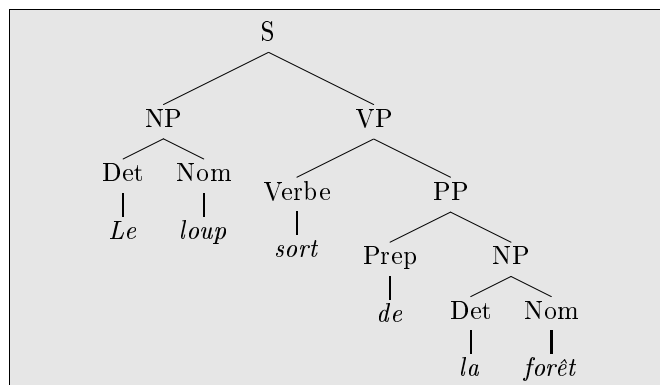 S
NP VP
Det Nom Verbe PP
Le loup sort Prep NP
de Det Nom
la forêt